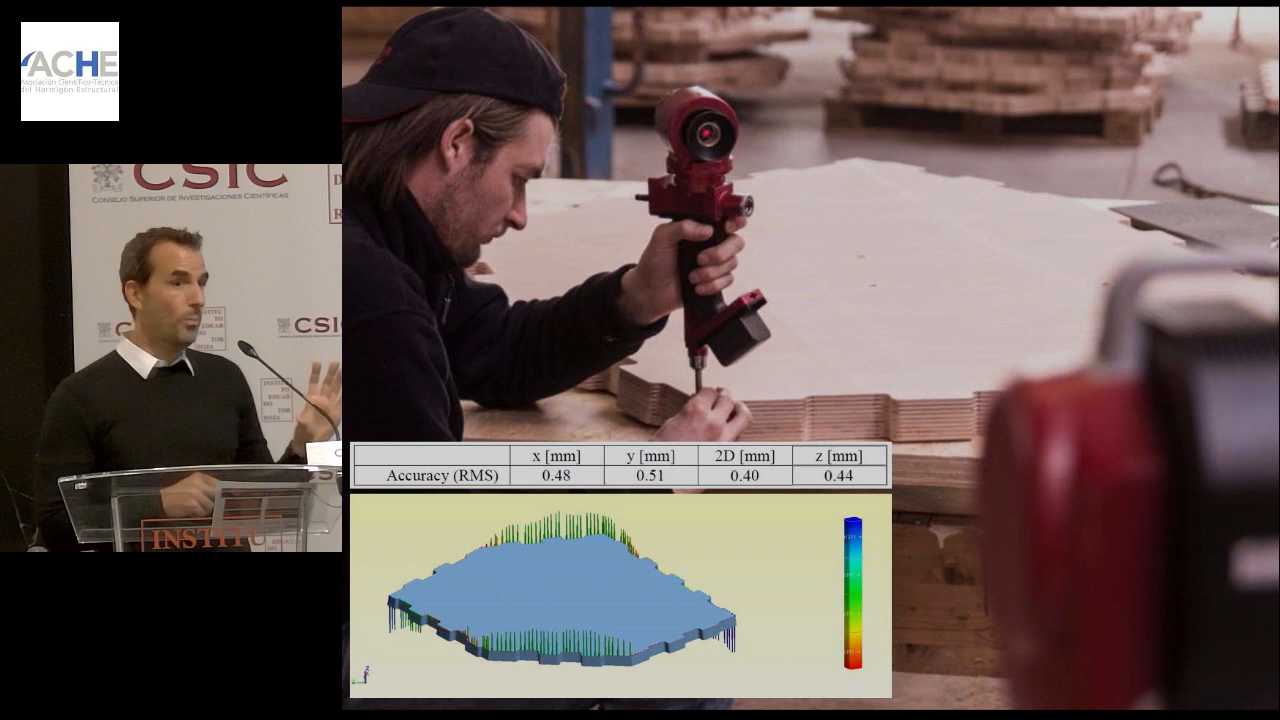 ACHE
Asociación Científico-Técnica
del Hormigón Estructural
CSIC
CONSEJO SUPERIOR DE INVESTIGACIONES CIENTÍFICAS
D
R
CSI
INSTITU
x [mm] y [mm] 2D [mm] z [mm]
Accuracy (RMS) 0.48 0.51 0.40 0.44